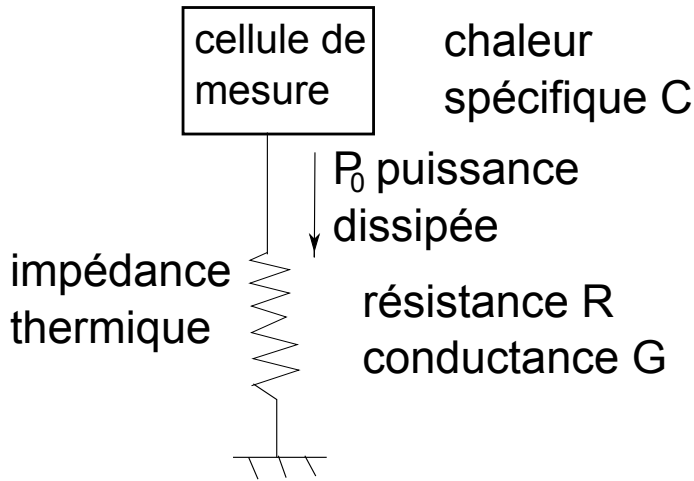 cellule de
mesure
chaleur
spécifique C
P₀ puissance
dissipée
impédance
thermique
résistance R
conductance G